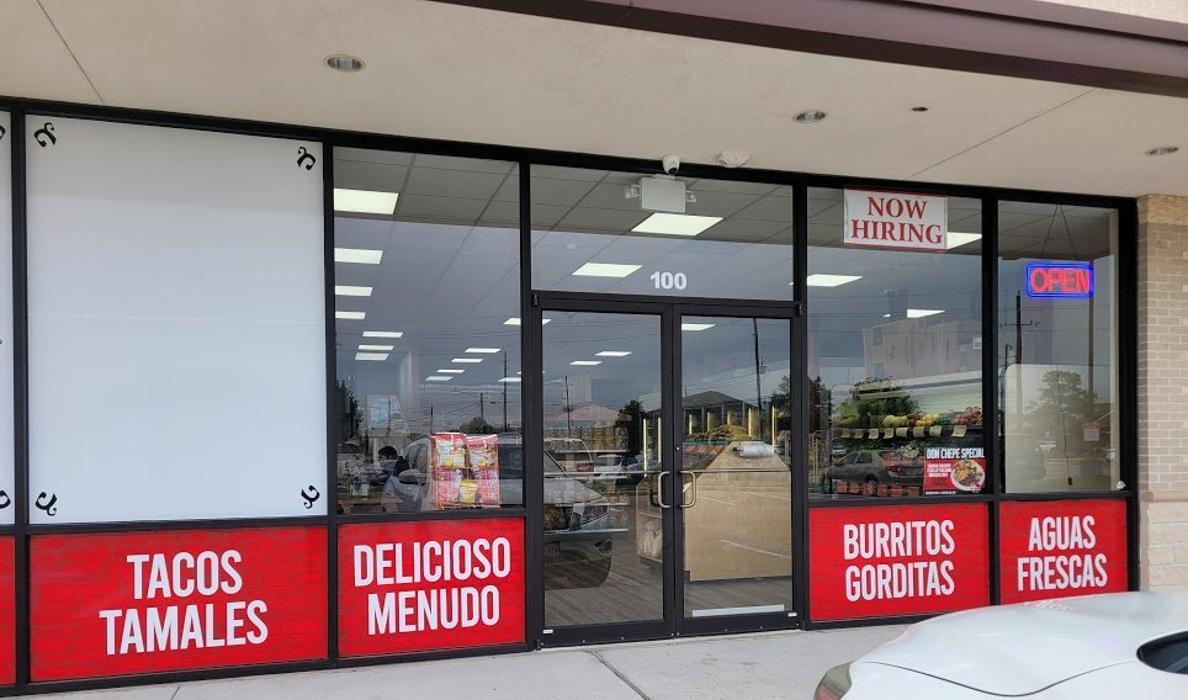 NOW
HIRING
OPEN
100
DON CHEPE SPECIAL
TACOS
TAMALES
DELICIOSO
MENUDO
BURRITOS
GORDITAS
AGUAS
FRESCAS